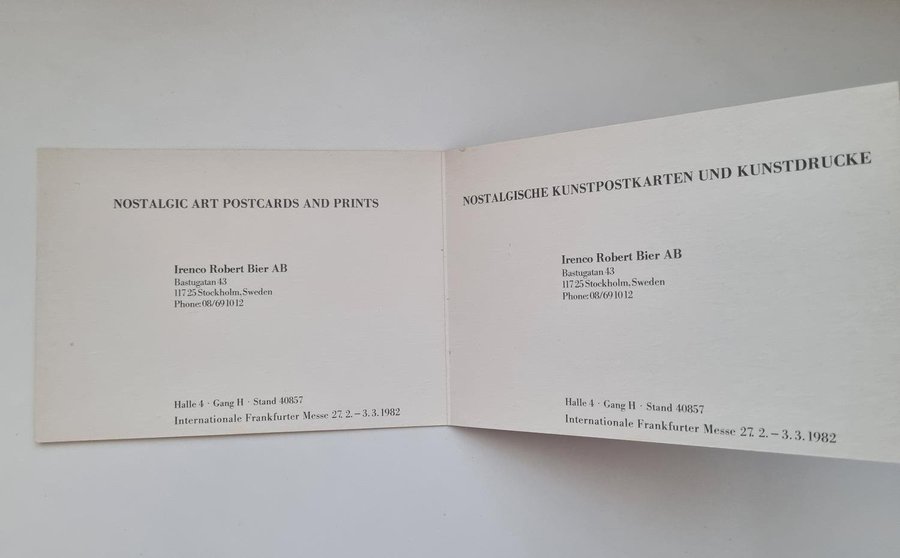 NOSTALGIC ART POSTCARDS AND PRINTS
Irenco Robert Bier AB
Bastugatan 43
117 25 Stockholm, Sweden
Phone: 08/69 10 12
Halle 4 · Gang H · Stand 40857
Internationale Frankfurter Messe 27. 2. – 3. 3. 1982
NOSTALGISCHE KUNSTPOSTKARTEN UND KUNSTDRUCKE
Irenco Robert Bier AB
Bastugatan 43
117 25 Stockholm, Sweden
Phone: 08/69 10 12
Halle 4 · Gang H · Stand 40857
Internationale Frankfurter Messe 27. 2. – 3. 3. 1982